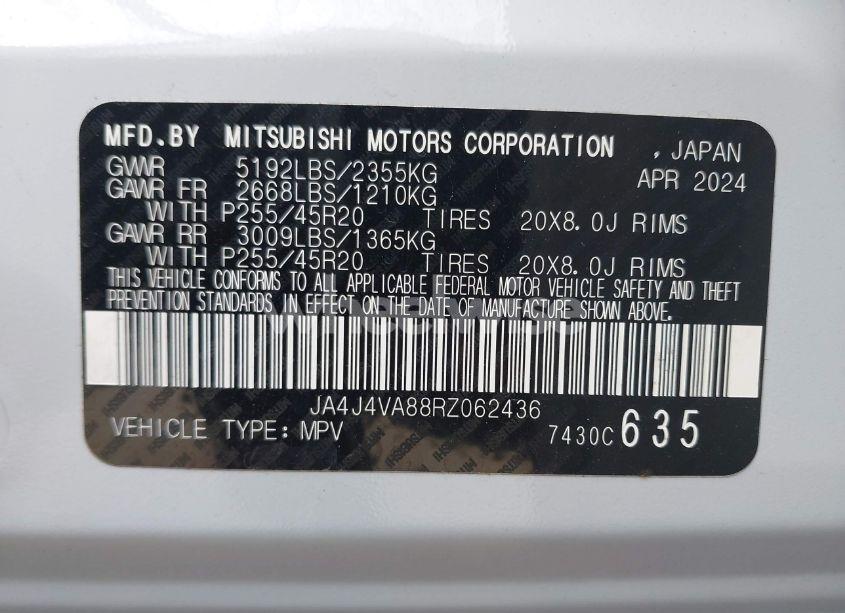 MFD.BY MITSUBISHI MOTORS CORPORATION , JAPAN
GVWR 5192LBS/2355KG APR 2024
GAWR FR 2668LBS/1210KG
WITH P255/45R20 TIRES 20X8.0J RIMS
GAWR RR 3009LBS/1365KG
WITH P255/45R20 TIRES 20X8.0J RIMS
THIS VEHICLE CONFORMS TO ALL APPLICABLE FEDERAL MOTOR VEHICLE SAFETY AND THEFT
PREVENTION STANDARDS IN EFFECT ON THE DATE OF MANUFACTURE SHOWN ABOVE.
JA4J4VA88RZ062436
VEHICLE TYPE: MPV 7430C 635